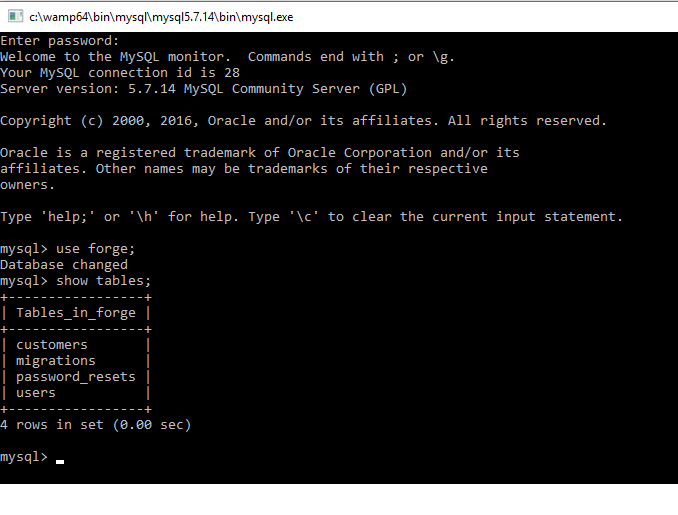 c:\wamp64\bin\mysql\mysql5.7.14\bin\mysql.exe
Enter password:
Welcome to the MySQL monitor.  Commands end with ; or \g.
Your MySQL connection id is 28
Server version: 5.7.14 MySQL Community Server (GPL)
Copyright (c) 2000, 2016, Oracle and/or its affiliates. All rights reserved.
Oracle is a registered trademark of Oracle Corporation and/or its
affiliates. Other names may be trademarks of their respective
owners.
Type 'help;' or '\h' for help. Type '\c' to clear the current input statement.
mysql> use forge;
Database changed
mysql> show tables;
+-----------------+
| Tables_in_forge |
+-----------------+
| customers       |
| migrations      |
| password_resets |
| users           |
+-----------------+
4 rows in set (0.00 sec)
mysql> _